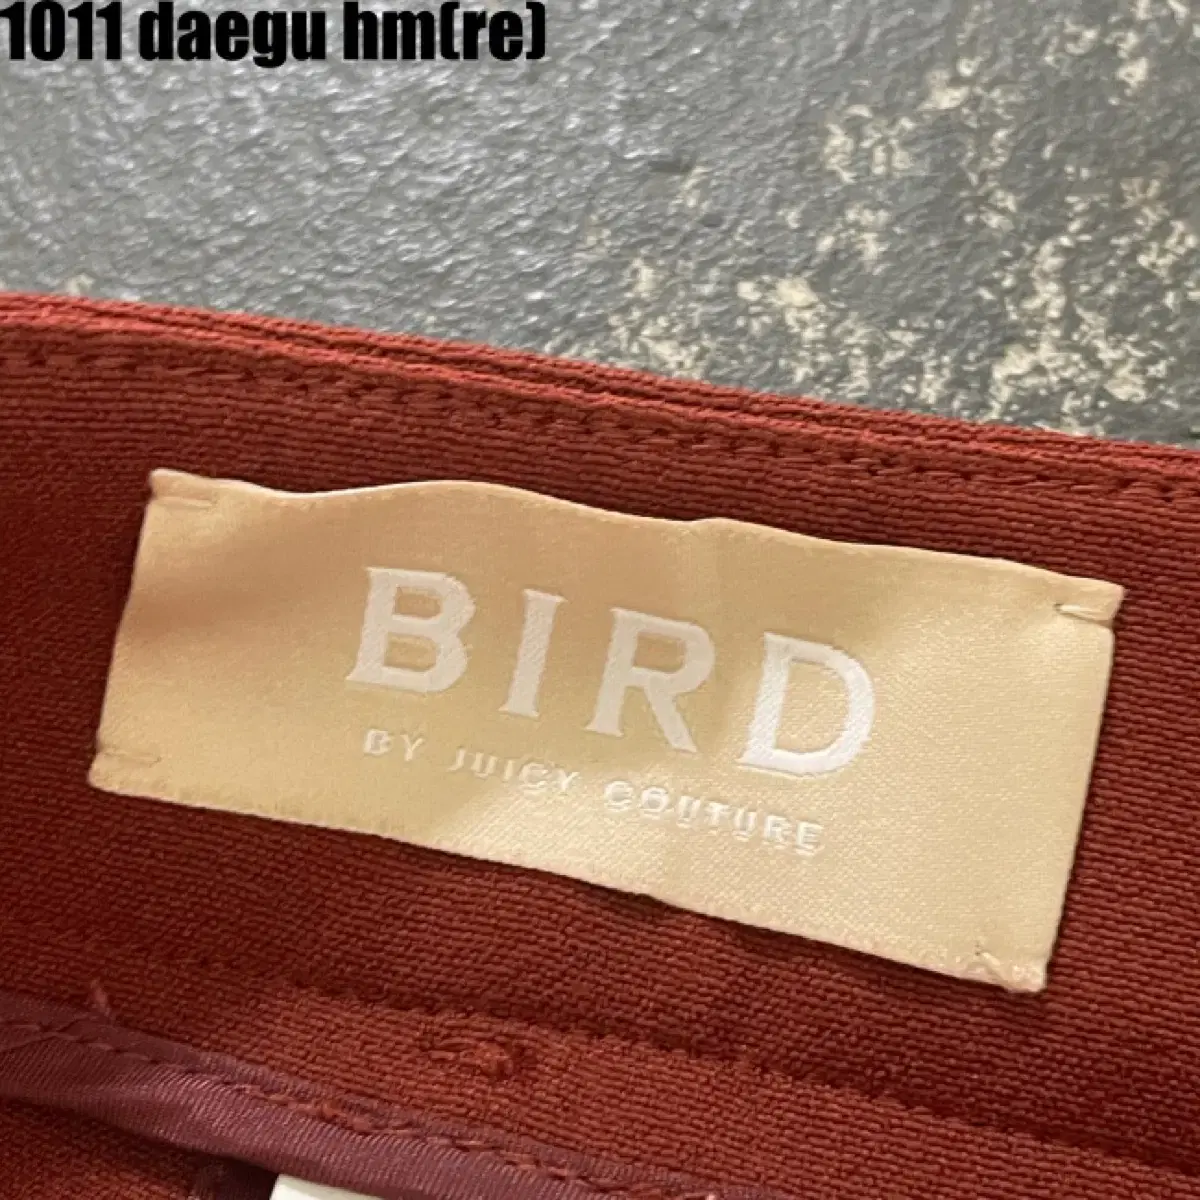 1011 daegu hm(re)
BIRD
BY JUICY COUTURE